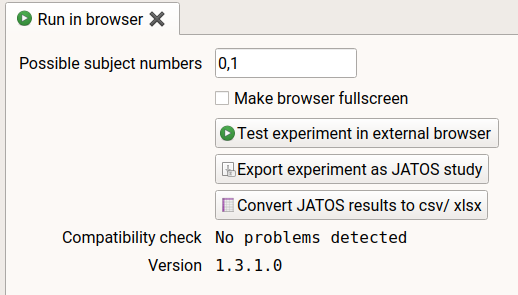 Run in browser
Possible subject numbers 0,1
Make browser fullscreen
Test experiment in external browser
Export experiment as JATOS study
Convert JATOS results to csv/ xlsx
Compatibility check No problems detected
Version 1.3.1.0